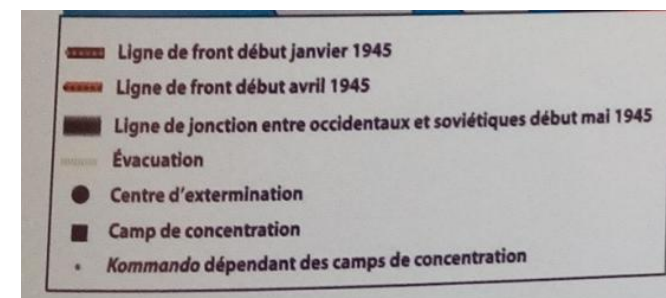 Ligne de front début janvier 1945
Ligne de front début avril 1945
Ligne de jonction entre occidentaux et soviétiques début mai 1945
Évacuation
Centre d'extermination
Camp de concentration
Kommando dépendant des camps de concentration